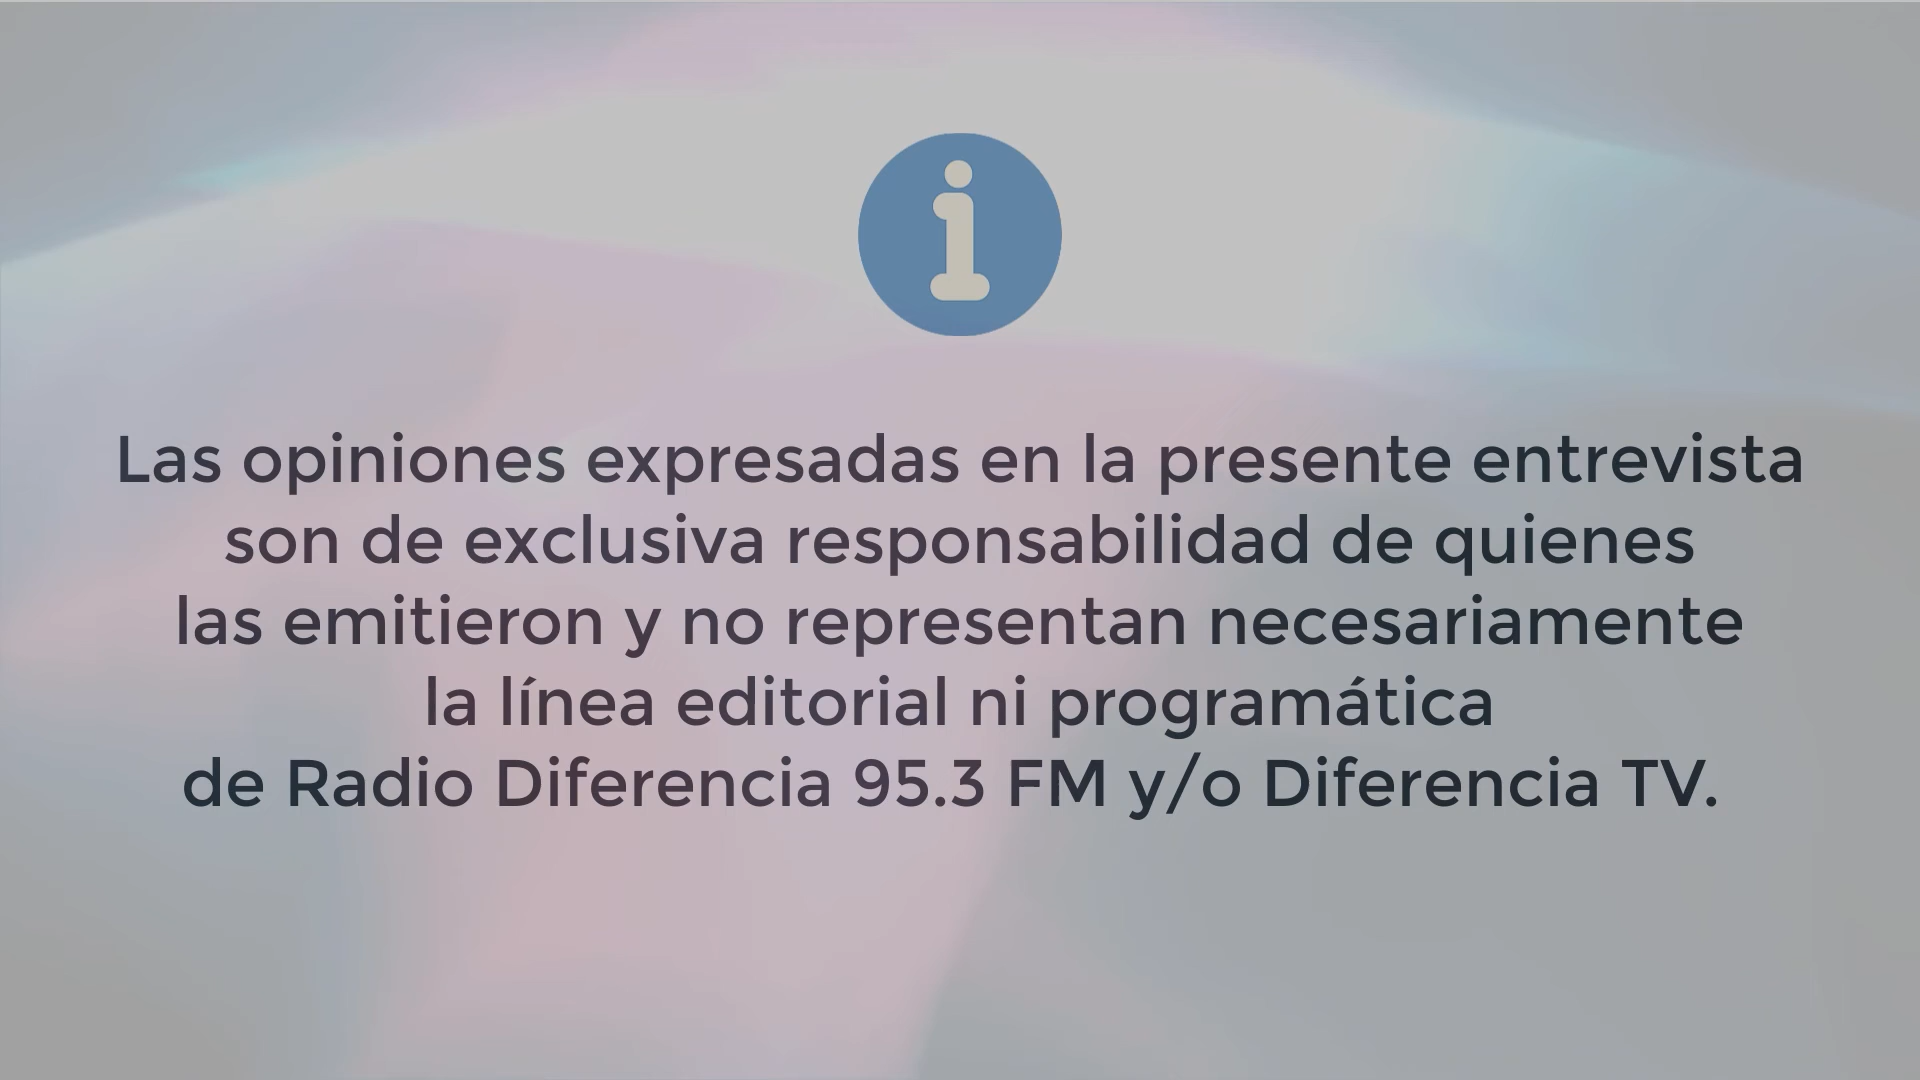 Las opiniones expresadas en la presente entrevista
son de exclusiva responsabilidad de quienes
las emitieron y no representan necesariamente
la línea editorial ni programática
de Radio Diferencia 95.3 FM y/o Diferencia TV.